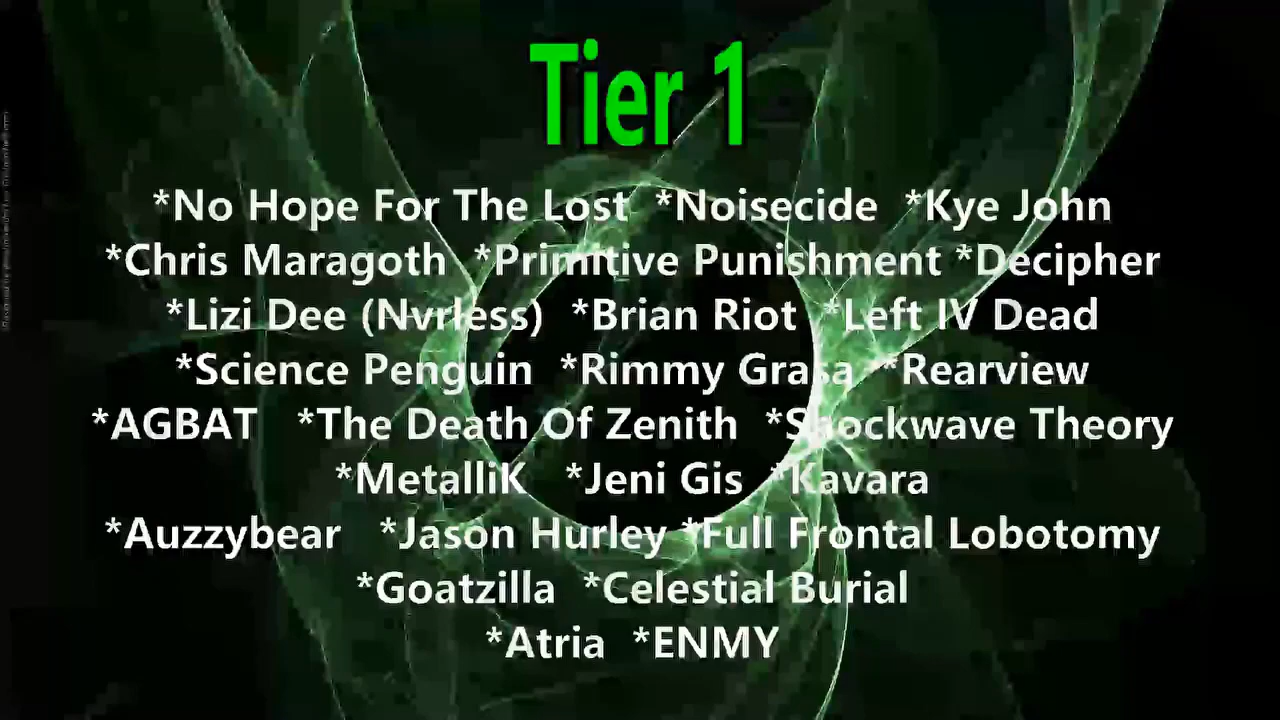 Tier 1
*No Hope For The Lost *Noisecide *Kye John
*Chris Maragoth *Primitive Punishment *Decipher
*Lizi Dee (Nvrless) *Brian Riot *Left IV Dead
*Science Penguin *Rimmy Grasa *Rearview
*AGBAT *The Death Of Zenith *Shockwave Theory
*MetalliK *Jeni Gis *Kavara
*Auzzybear *Jason Hurley *Full Frontal Lobotomy
*Goatzilla *Celestial Burial
*Atria *ENMY